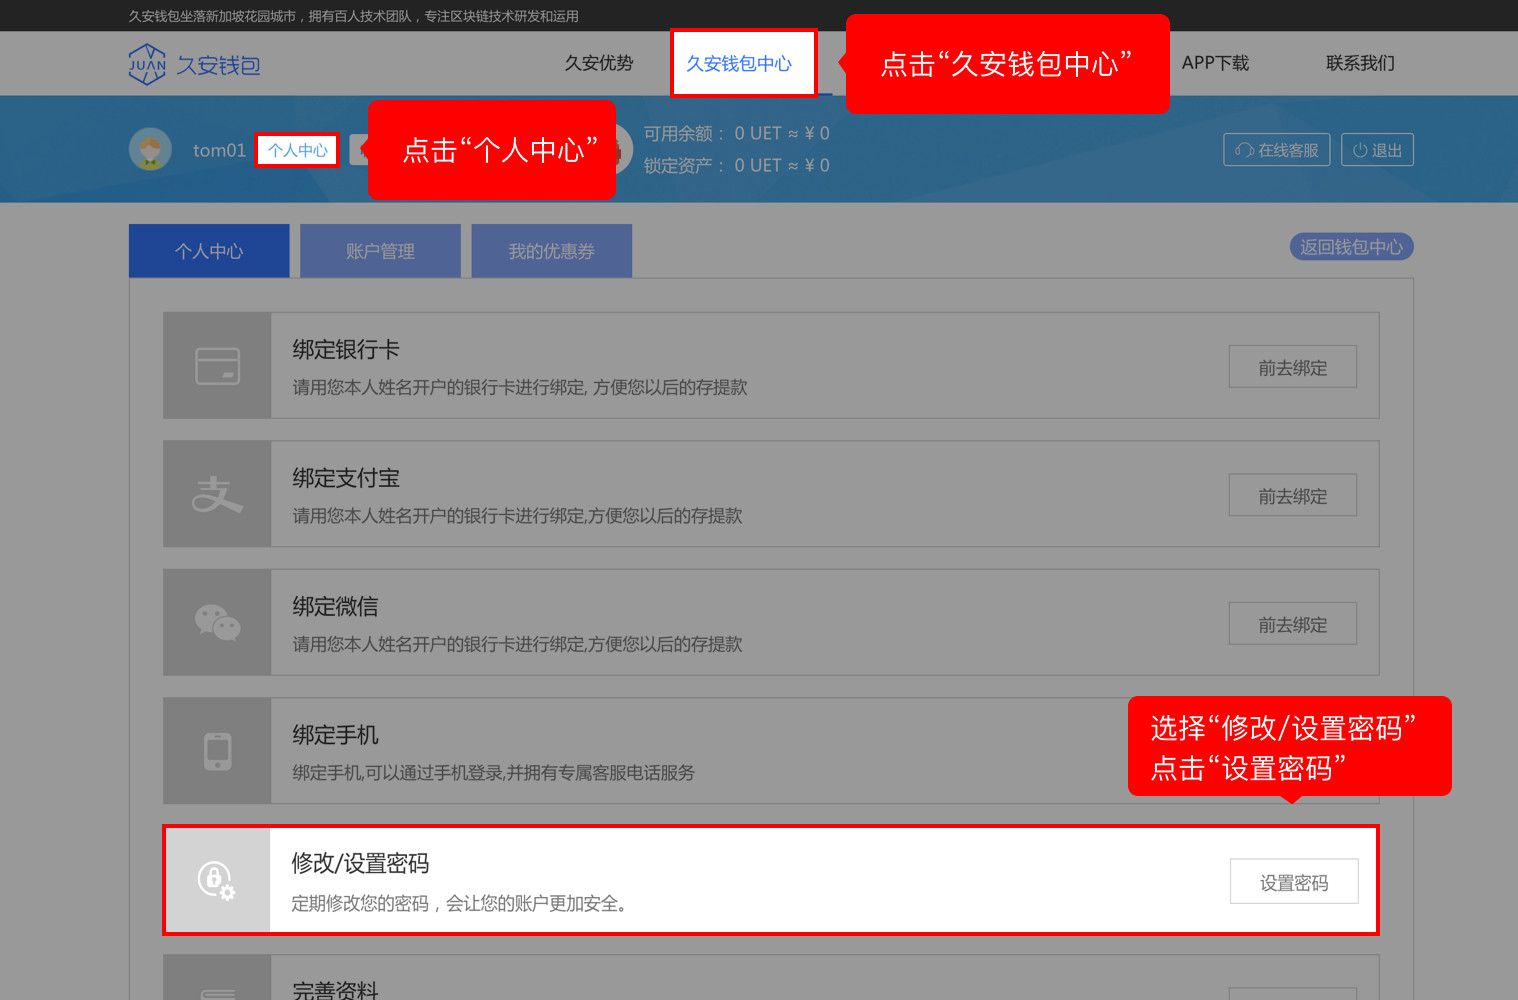 久安钱包坐落新加坡花园城市，拥有百人技术团队，专注区块链技术研发和运用
JUAN 久安钱包
久安优势
久安钱包中心
点击“久安钱包中心”
APP下载
联系我们
tom01
个人中心
点击“个人中心”
可用余额： 0 UET ≈ ¥ 0
锁定资产： 0 UET ≈ ¥ 0
在线客服
退出
个人中心
账户管理
我的优惠券
返回钱包中心
绑定银行卡
请用您本人姓名开户的银行卡进行绑定, 方便您以后的存提款
前去绑定
绑定支付宝
请用您本人姓名开户的银行卡进行绑定,方便您以后的存提款
前去绑定
绑定微信
请用您本人姓名开户的银行卡进行绑定,方便您以后的存提款
前去绑定
绑定手机
绑定手机,可以通过手机登录,并拥有专属客服电话服务
选择“修改/设置密码”
点击“设置密码”
修改/设置密码
定期修改您的密码，会让您的账户更加安全。
设置密码
完善资料